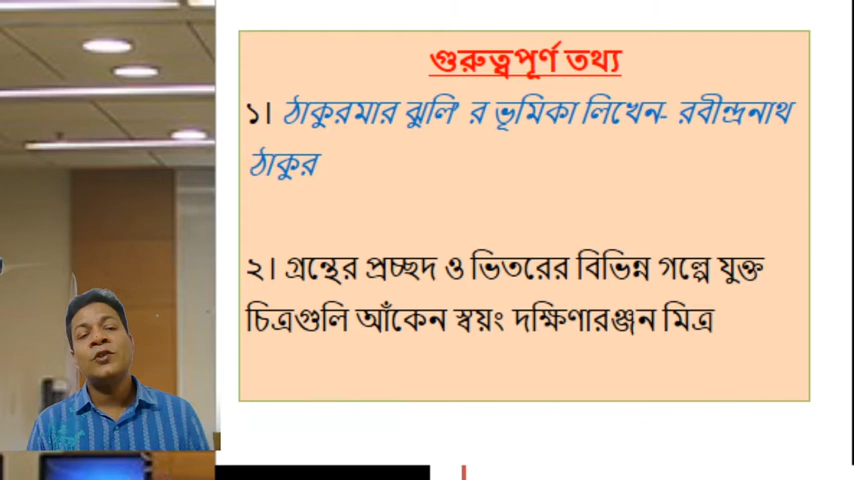 গুরুত্বপূর্ণ তথ্য
১। ঠাকুরমার ঝুলি' র ভূমিকা লিখেন- রবীন্দ্রনাথ
ঠাকুর
২। গ্রন্থের প্রচ্ছদ ও ভিতরের বিভিন্ন গল্পে যুক্ত
চিত্রগুলি আঁকেন স্বয়ং দক্ষিণারঞ্জন মিত্র